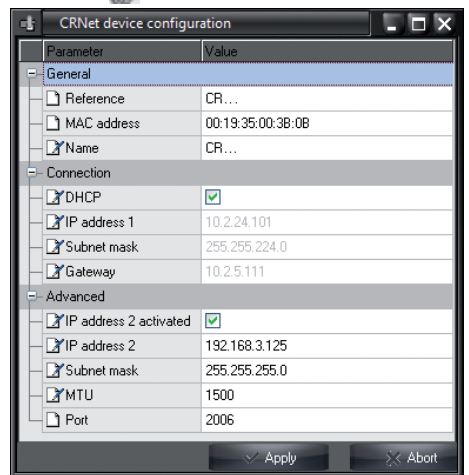 CRNet device configuration
Parameter Value
General
Reference CR...
MAC address 00:19:35:00:3B:0B
Name CR...
Connection
DHCP
IP address 1 10.2.24.101
Subnet mask 255.255.224.0
Gateway 10.2.5.111
Advanced
IP address 2 activated
IP address 2 192.168.3.125
Subnet mask 255.255.255.0
MTU 1500
Port 2006
Apply Abort